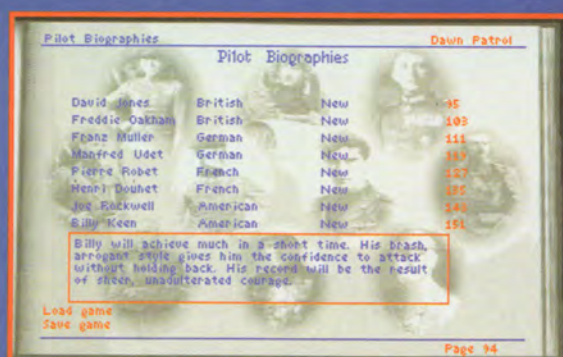 Pilot Biographies Dawn Patrol
Pilot Biographies
David Jones British New 95
Freddie Oakham British New 103
Franz Muller German New 111
Manfred Udet German New
Pierre Robet French New 127
Henri Douhet French New
Joe Rockwell American New
Billy Keen American New 151
Billy will achieve much in a short time. His brash,
arrogant style gives him the confidence to attack
without holding back. His record will be the result
of sheer, unadulterated courage.
Load game
Save game
Page 94